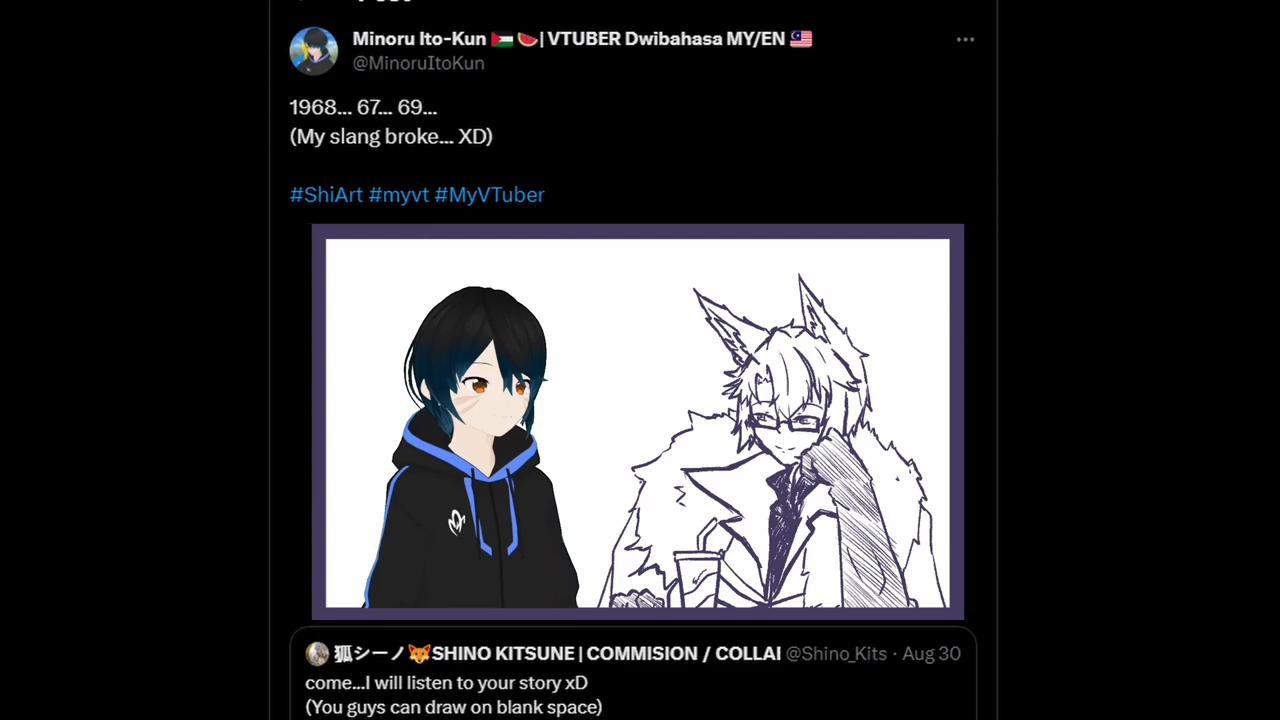 Minoru Ito-Kun 🇵🇸🍉| VTUBER Dwibahasa MY/EN 🇲🇾
@MinoruItoKun
1968... 67... 69...
(My slang broke... XD)
#ShiArt #myvt #MyVTuber
狐シーノ🦊SHINO KITSUNE | COMMISION / COLLAI @Shino_Kits · Aug 30
come...I will listen to your story xD
(You guys can draw on blank space)